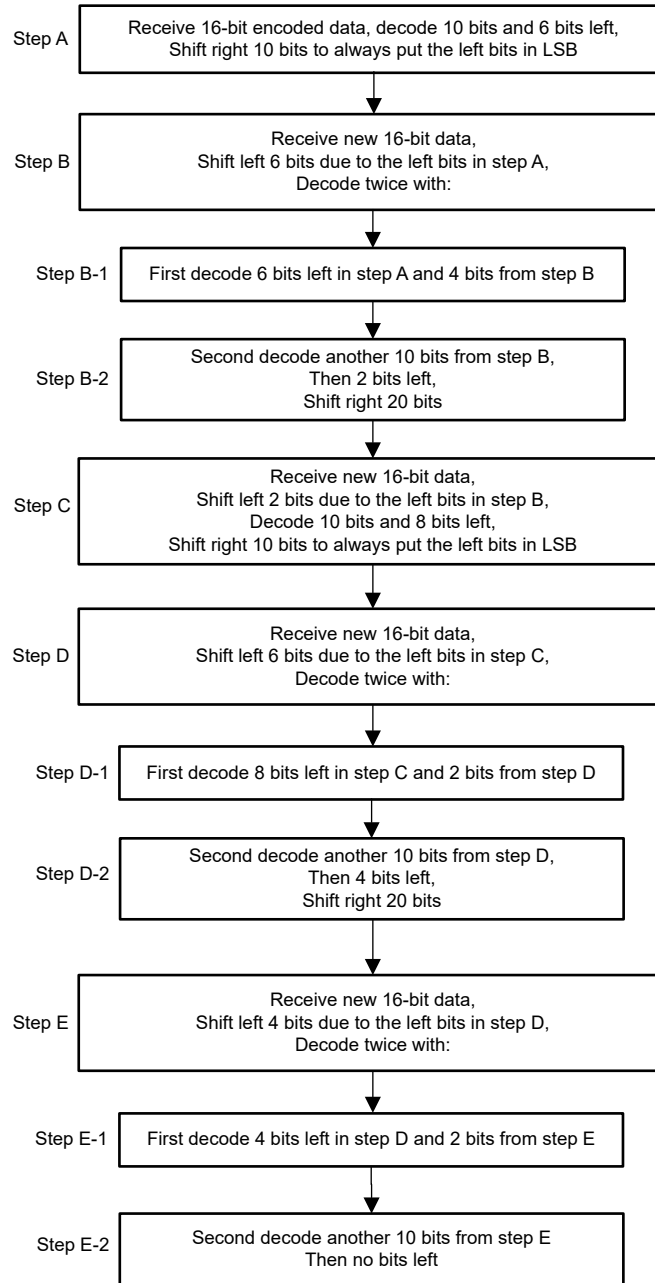 Step A
Receive 16-bit encoded data, decode 10 bits and 6 bits left,
Shift right 10 bits to always put the left bits in LSB
Step B
Receive new 16-bit data,
Shift left 6 bits due to the left bits in step A,
Decode twice with:
Step B-1
First decode 6 bits left in step A and 4 bits from step B
Step B-2
Second decode another 10 bits from step B,
Then 2 bits left,
Shift right 20 bits
Step C
Receive new 16-bit data,
Shift left 2 bits due to the left bits in step B,
Decode 10 bits and 8 bits left,
Shift right 10 bits to always put the left bits in LSB
Step D
Receive new 16-bit data,
Shift left 6 bits due to the left bits in step C,
Decode twice with:
Step D-1
First decode 8 bits left in step C and 2 bits from step D
Step D-2
Second decode another 10 bits from step D,
Then 4 bits left,
Shift right 20 bits
Step E
Receive new 16-bit data,
Shift left 4 bits due to the left bits in step D,
Decode twice with:
Step E-1
First decode 4 bits left in step D and 2 bits from step E
Step E-2
Second decode another 10 bits from step E
Then no bits left